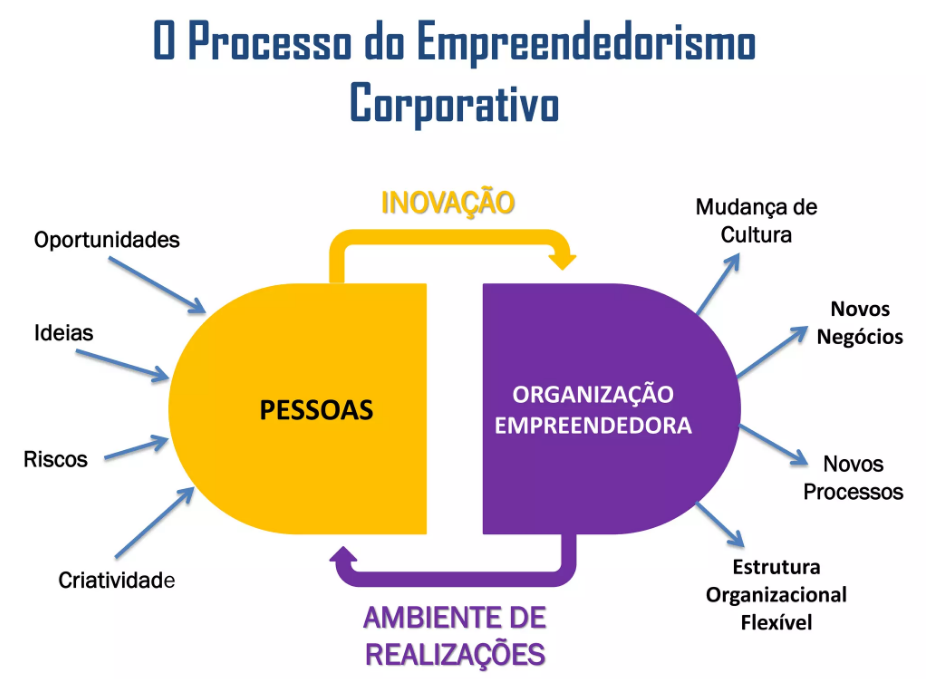 O Processo do Empreendedorismo
Corporativo
INOVAÇÃO
Oportunidades
Ideias
Riscos
Criatividade
PESSOAS
ORGANIZAÇÃO
EMPREENDEDORA
Mudança de
Cultura
Novos
Negócios
Novos
Processos
Estrutura
Organizacional
Flexível
AMBIENTE DE
REALIZAÇÕES